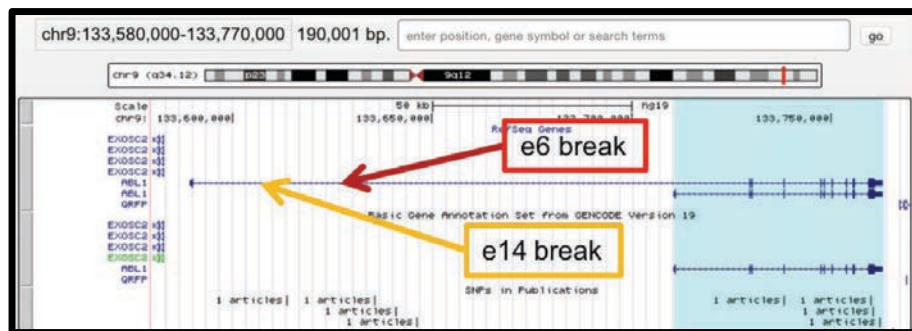 chr9:133,580,000-133,770,000 190,001 bp. enter position, gene symbol or search terms go
chr9 (q34.12) p23 9q12
Scale 50 kb hg19
chr9: 133,600,000 133,650,000 133,700,000 133,750,000
RefSeq Genes
EXOSC2
EXOSC2
EXOSC2
EXOSC2
ABL1
ABL1
QRFP
e6 break
Basic Gene Annotation Set from GENCODE Version 19
EXOSC2
EXOSC2
EXOSC2
EXOSC2
ABL1
QRFP
e14 break
SNPs in Publications
1 articles 1 articles 1 articles 1 articles
1 articles 1 articles
1 articles 1 articles